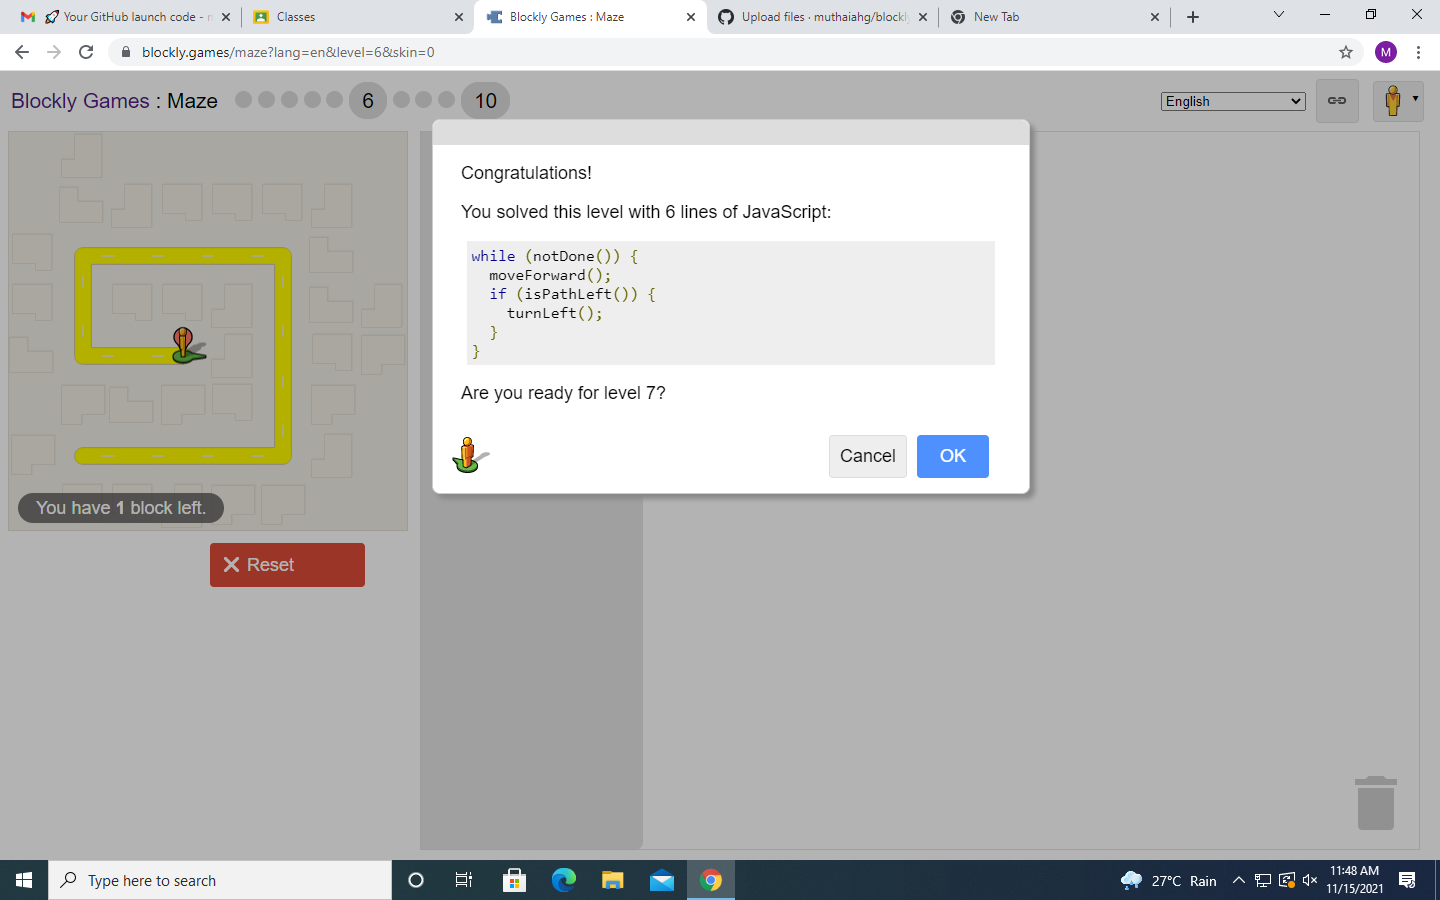 Your GitHub launch code -
Classes
Blockly Games : Maze
Upload files · muthaiahg/block
New Tab
blockly.games/maze?lang=en&level=6&skin=0
M
Blockly Games : Maze
6
10
English
Congratulations!
You solved this level with 6 lines of JavaScript:
while (notDone()) {
  moveForward();
  if (isPathLeft()) {
    turnLeft();
  }
}
Are you ready for level 7?
Cancel
OK
You have 1 block left.
Reset
Type here to search
27°C Rain
11:48 AM
11/15/2021